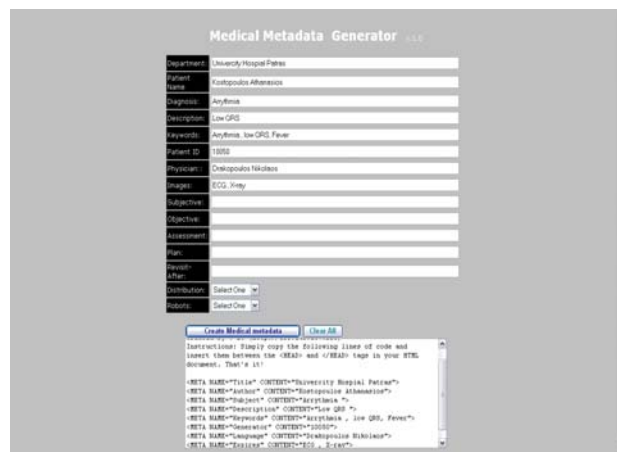 Medical Metadata Generator
Department: Univercity Hospial Patras
Patient Name Kostopoulos Athanasios
Diagnosis: Arrythmia
Description: Low QRS
Keywords: Arrythmia , low QRS, Fever
Patient ID 10050
Physician: : Drakopoulos Nikolaos
Images: ECG , X-ray
Subjective:
Objective:
Assessment:
Plan:
Revisit-After:
Distribution: Select One
Robots: Select One
Create Medical metadata Clear All
Instructions: Simply copy the following lines of code and
insert them between the <HEAD> and </HEAD> tags in your HTML
document. That's it!
<META NAME="Title" CONTENT="Univercity Hospial Patras">
<META NAME="Author" CONTENT="Kostopoulos Athanasios">
<META NAME="Subject" CONTENT="Arrythmia ">
<META NAME="Description" CONTENT="Low QRS ">
<META NAME="Keywords" CONTENT="Arrythmia , low QRS, Fever">
<META NAME="Generator" CONTENT="10050">
<META NAME="Language" CONTENT="Drakopoulos Nikolaos">
<META NAME="Expires" CONTENT="ECG , X-ray">